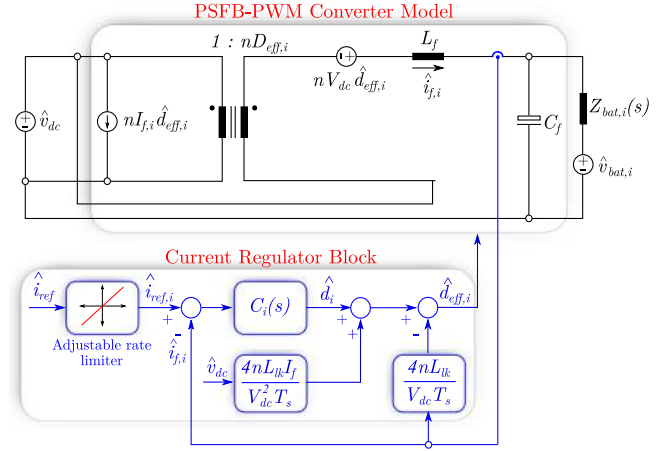 PSFB-PWM Converter Model
1 : nD_{eff,i}
L_f
nV_{dc} \hat{d}_{eff,i}
\hat{i}_{f,i}
\hat{v}_{dc}
nI_{f,i} \hat{d}_{eff,i}
C_f
Z_{bat,i}(s)
\hat{v}_{bat,i}
Current Regulator Block
\hat{i}_{ref}
\hat{i}_{ref,i}
C_i(s)
\hat{d}_i
\hat{d}_{eff,i}
+ - + + + -
Adjustable rate
limiter
\hat{i}_{f,i}
\hat{v}_{dc}
4nL_{lk}I_f
V_{dc}^2 T_s
4nL_{lk}
V_{dc} T_s